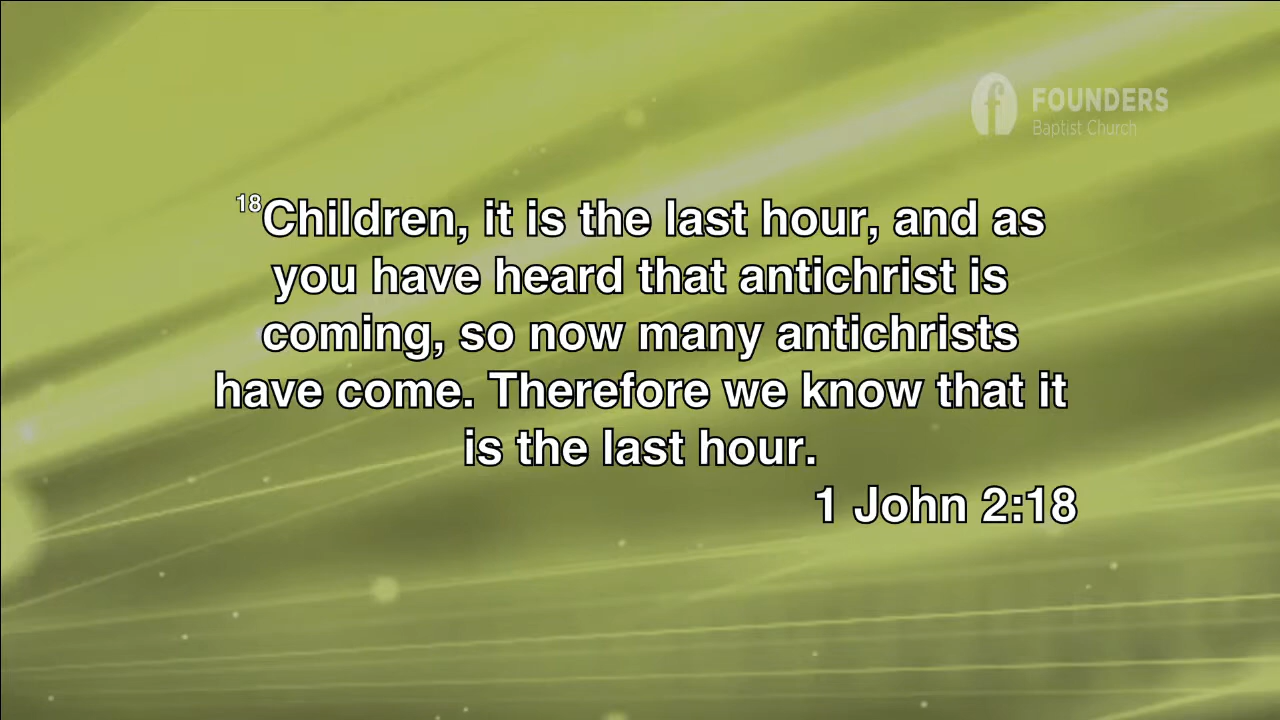 FOUNDERS
Baptist Church
18Children, it is the last hour, and as
you have heard that antichrist is
coming, so now many antichrists
have come. Therefore we know that it
is the last hour.
1 John 2:18